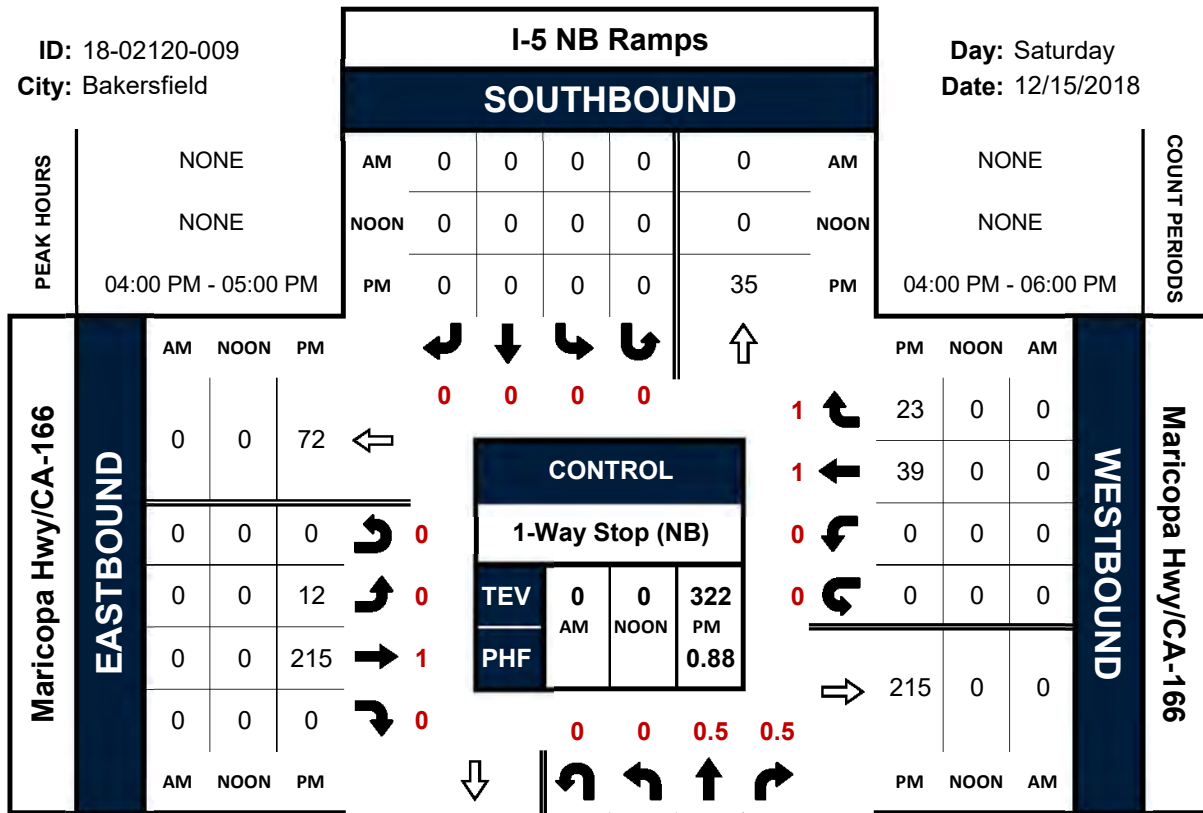 I-5 NB Ramps
ID: 18-02120-009
City: Bakersfield
Day: Saturday
Date: 12/15/2018
SOUTHBOUND
PEAK HOURS
NONE
NONE
04:00 PM - 05:00 PM
AM 0 0 0 0 0 AM
NOON 0 0 0 0 0 NOON
PM 0 0 0 0 35 PM
NONE
NONE
04:00 PM - 06:00 PM
COUNT PERIODS
0 0 0 0
Maricopa Hwy/CA-166
EASTBOUND
AM NOON PM
0 0 72
0 0 0 0
0 0 12 0
0 0 215 1
0 0 0 0
AM NOON PM
CONTROL
1-Way Stop (NB)
TEV 0 0 322
AM NOON PM
PHF 0.88
PM NOON AM
1 23 0 0
1 39 0 0
0 0 0 0
0 0 0 0
215 0 0
PM NOON AM
WESTBOUND
Maricopa Hwy/CA-166
0 0 0.5 0.5